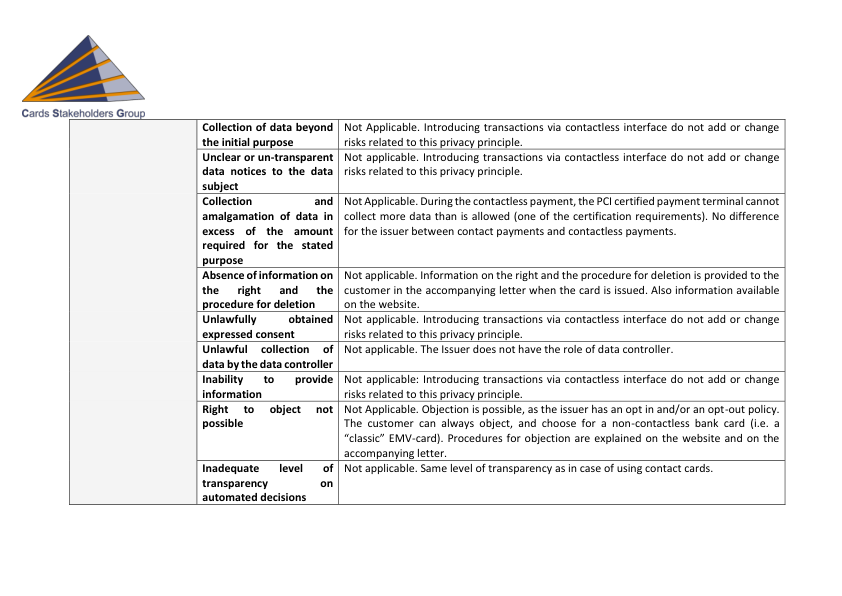 Cards Stakeholders Group
Collection of data beyond
the initial purpose
Not Applicable. Introducing transactions via contactless interface do not add or change
risks related to this privacy principle.
Unclear or un-transparent
data notices to the data
subject
Not applicable. Introducing transactions via contactless interface do not add or change
risks related to this privacy principle.
Collection and
amalgamation of data in
excess of the amount
required for the stated
purpose
Not Applicable. During the contactless payment, the PCI certified payment terminal cannot
collect more data than is allowed (one of the certification requirements). No difference
for the issuer between contact payments and contactless payments.
Absence of information on
the right and the
procedure for deletion
Not applicable. Information on the right and the procedure for deletion is provided to the
customer in the accompanying letter when the card is issued. Also information available
on the website.
Unlawfully obtained
expressed consent
Not applicable. Introducing transactions via contactless interface do not add or change
risks related to this privacy principle.
Unlawful collection of
data by the data controller
Not applicable. The Issuer does not have the role of data controller.
Inability to provide
information
Not applicable: Introducing transactions via contactless interface do not add or change
risks related to this privacy principle.
Right to object not
possible
Not Applicable. Objection is possible, as the issuer has an opt in and/or an opt-out policy.
The customer can always object, and choose for a non-contactless bank card (i.e. a
“classic” EMV-card). Procedures for objection are explained on the website and on the
accompanying letter.
Inadequate level of
transparency on
automated decisions
Not applicable. Same level of transparency as in case of using contact cards.